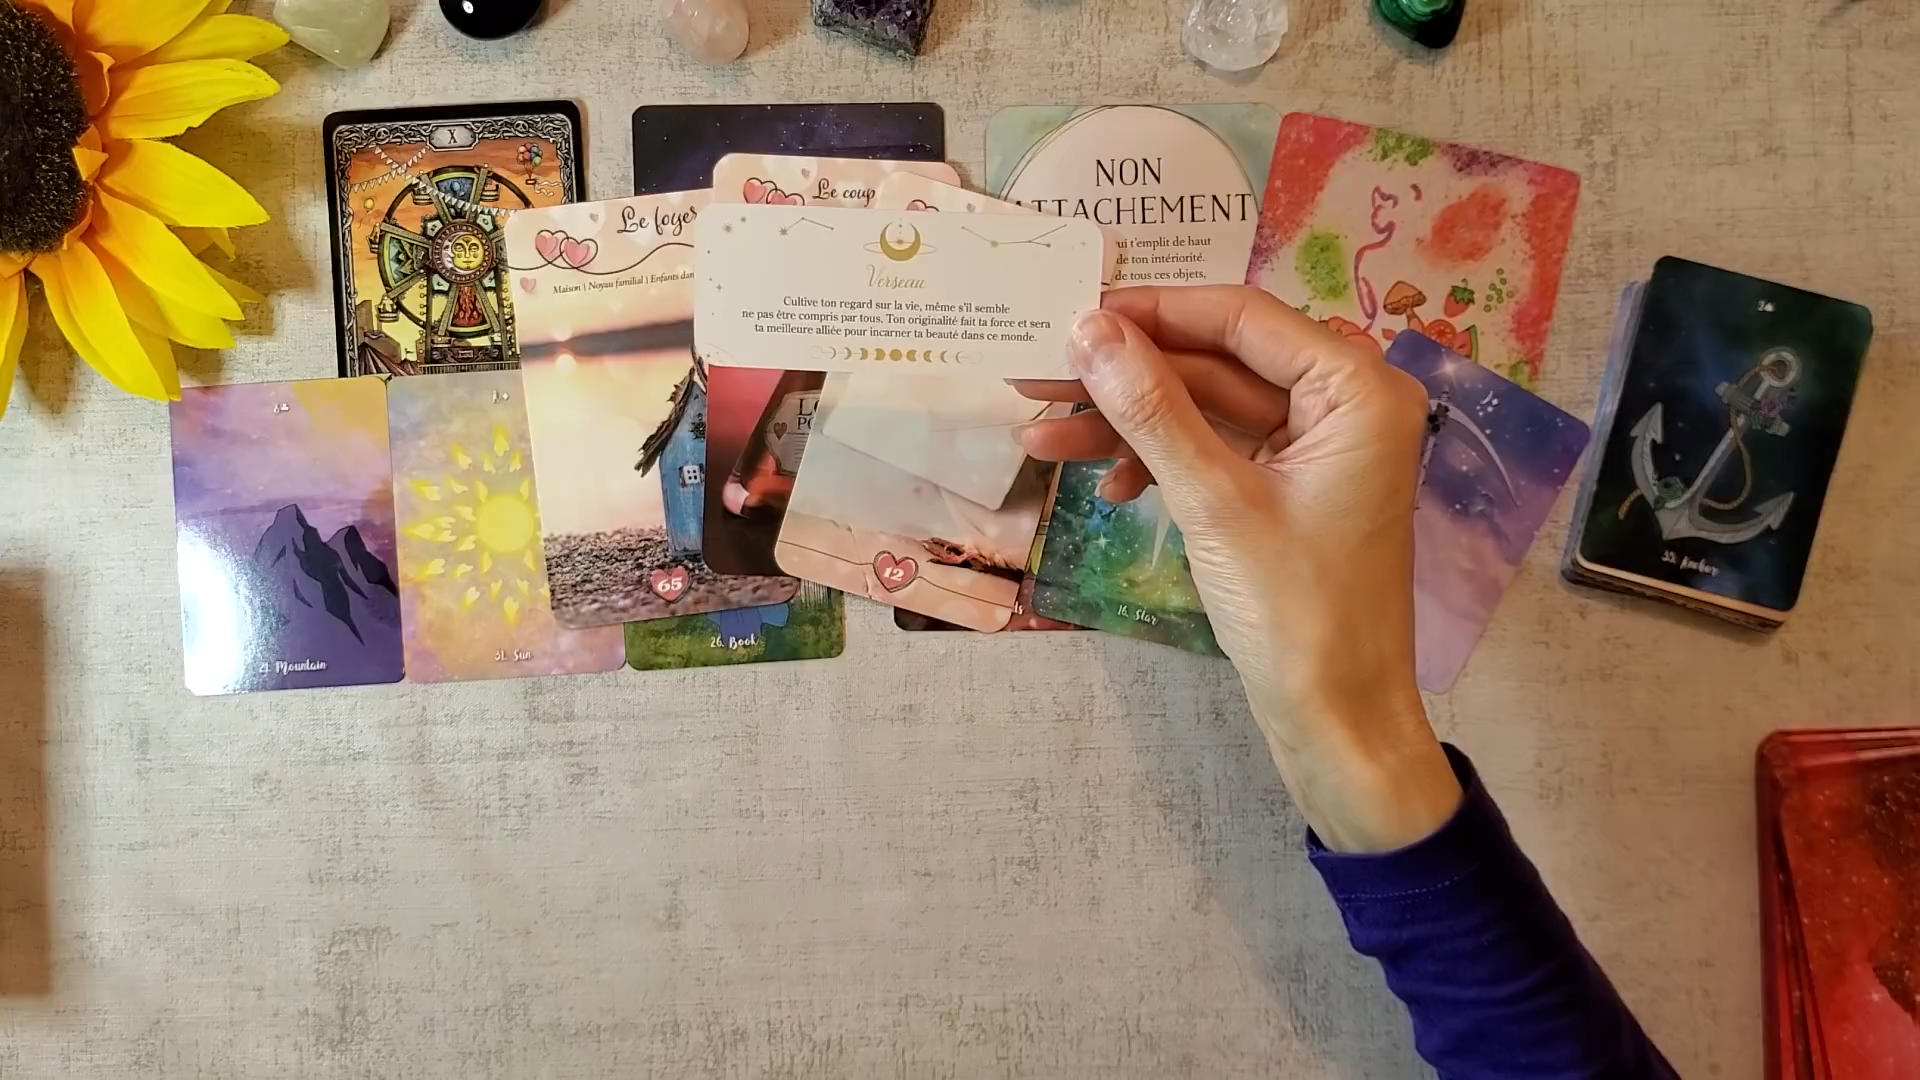 X
NON
ATTACHEMENT
Le coup
Le foyer
Maison | Noyau familial | Enfants dan
ui t'emplit de haut
de ton intériorité.
de tous ces objets,
Verseau
Cultive ton regard sur la vie, même s'il semble
ne pas être compris par tous. Ton originalité fait ta force et sera
ta meilleure alliée pour incarner ta beauté dans ce monde.
65
12
21. Mountain
31. Sun
26. Book
16. Star
35. Anchor